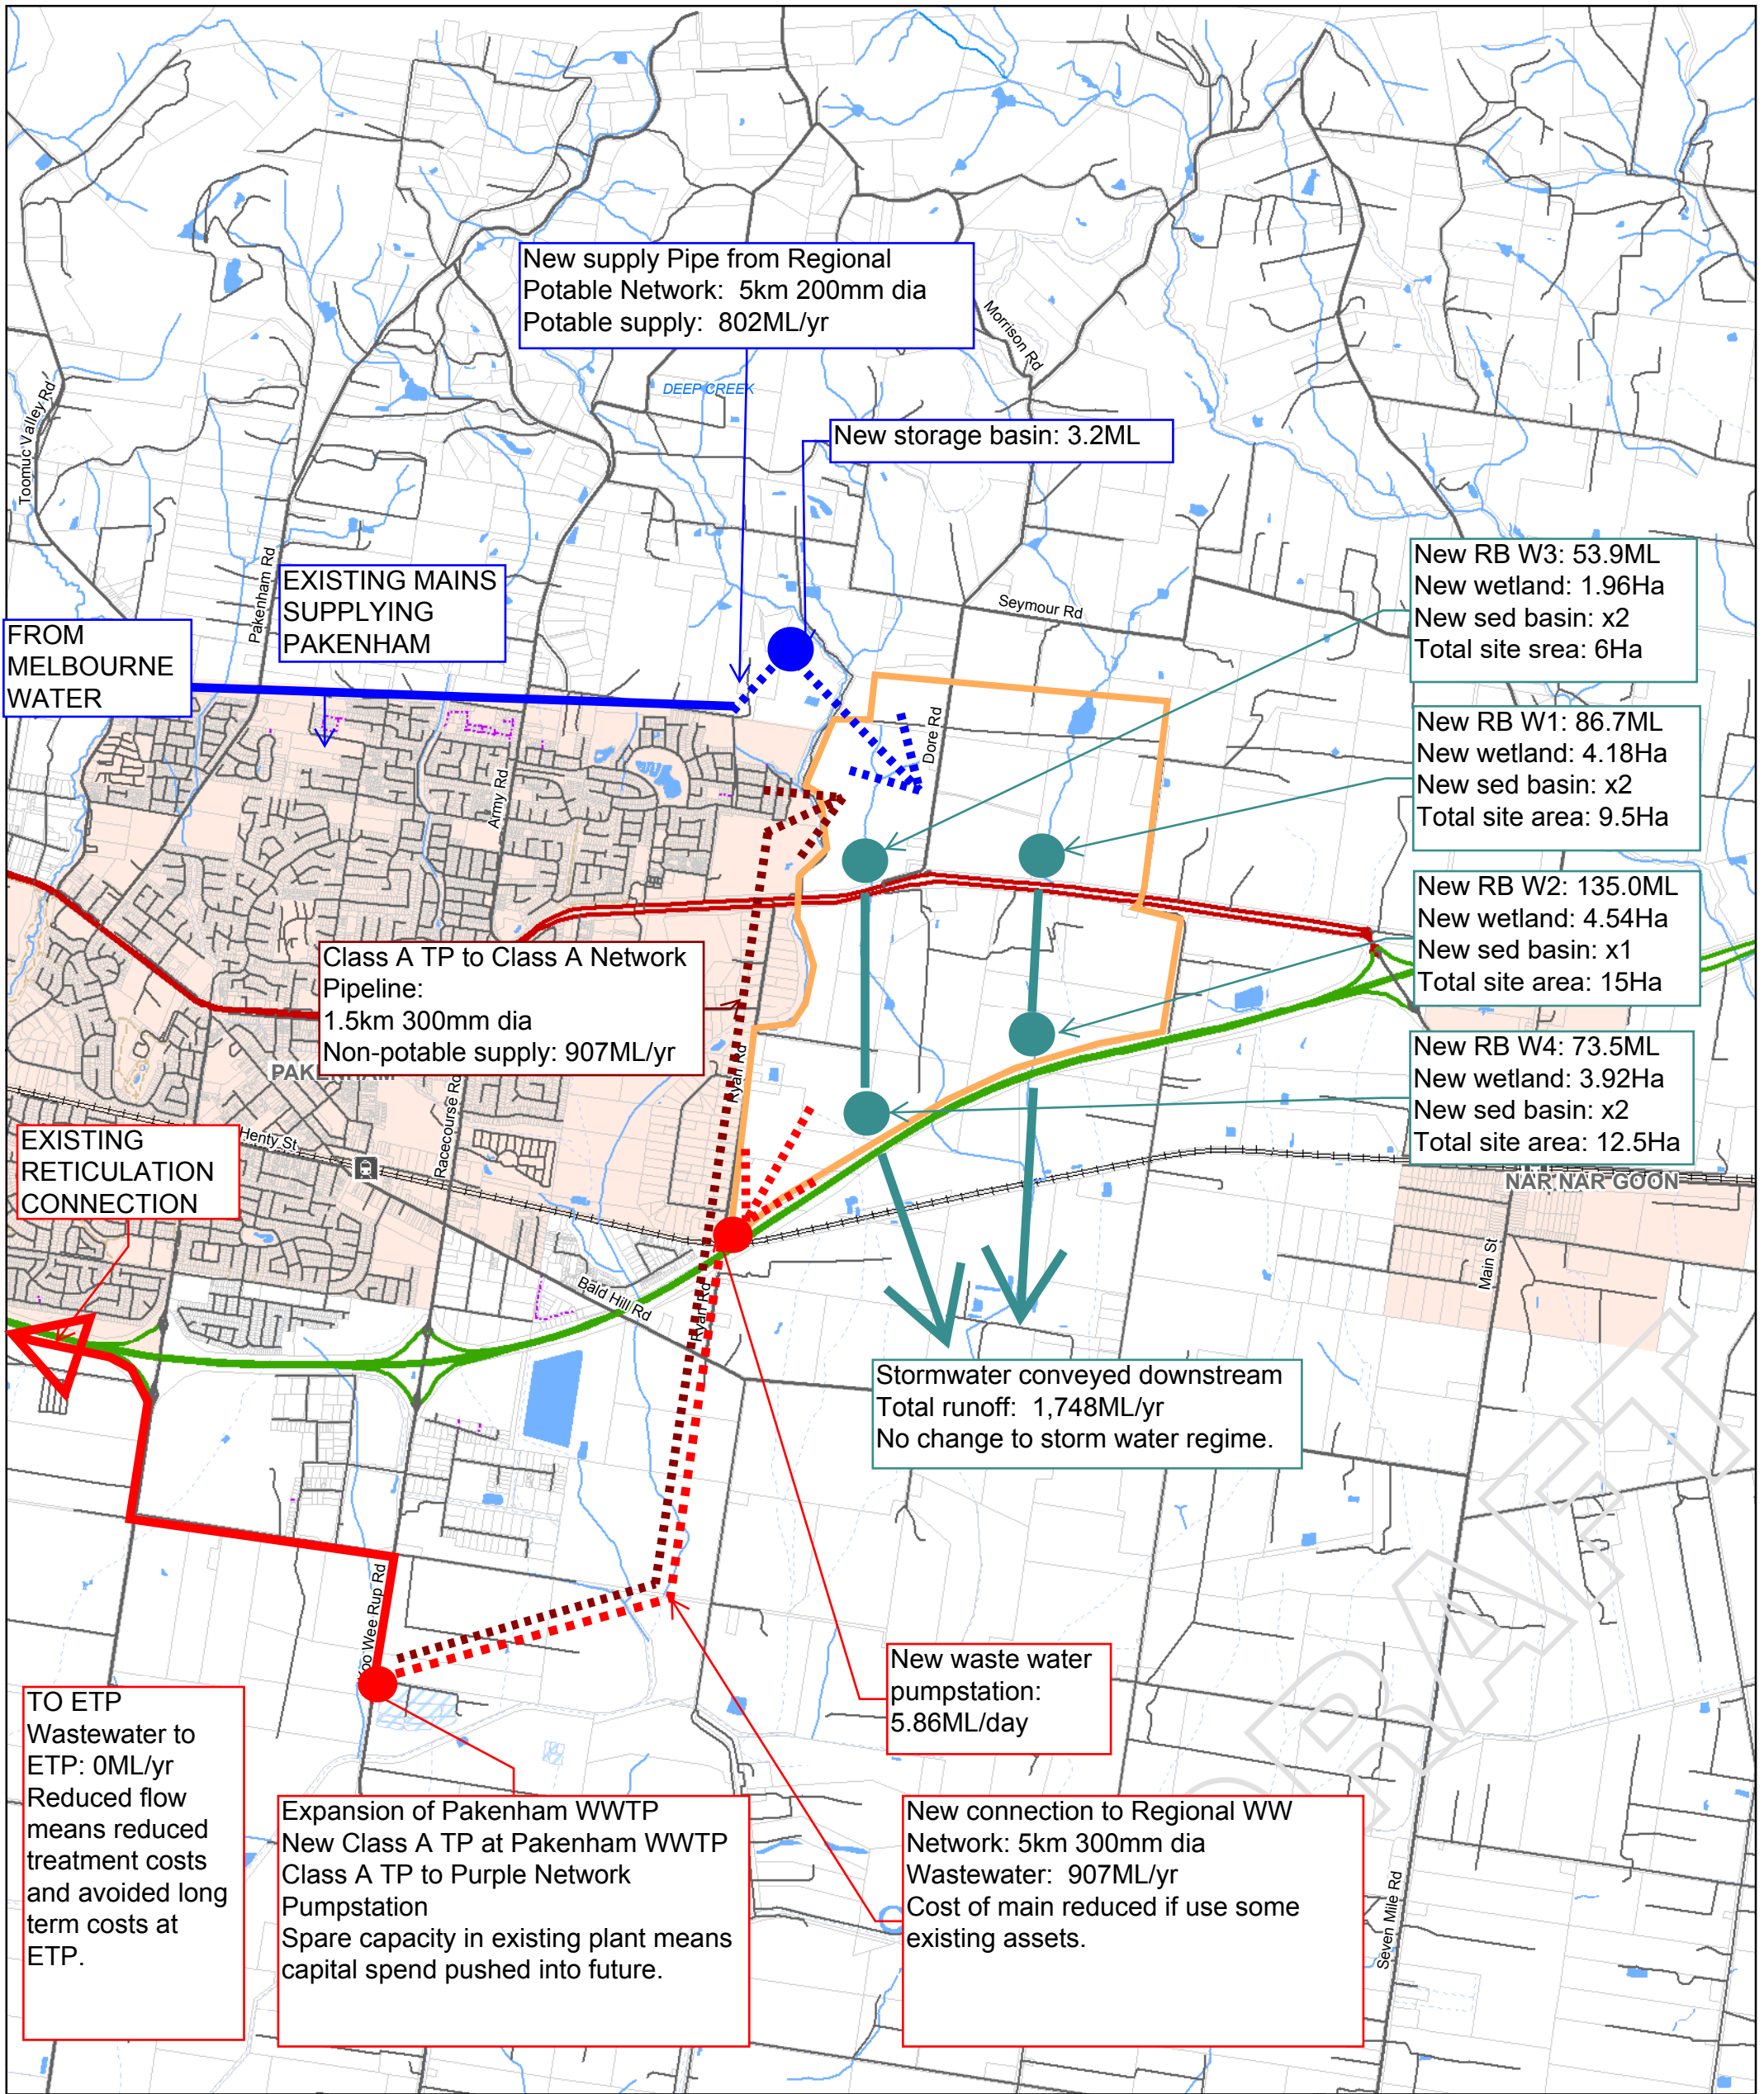 New supply Pipe from Regional
Potable Network: 5km 200mm dia
Potable supply: 802ML/yr
Morrison Rd
DEEP CREEK
Toomuc Valley Rd
New storage basin: 3.2ML
Pakenham Rd
EXISTING MAINS
SUPPLYING
PAKENHAM
Seymour Rd
New RB W3: 53.9ML
New wetland: 1.96Ha
New sed basin: x2
Total site srea: 6Ha
FROM
MELBOURNE
WATER
New RB W1: 86.7ML
New wetland: 4.18Ha
New sed basin: x2
Total site area: 9.5Ha
Dore Rd
Army Rd
New RB W2: 135.0ML
New wetland: 4.54Ha
New sed basin: x1
Total site area: 15Ha
Class A TP to Class A Network
Pipeline:
1.5km 300mm dia
Non-potable supply: 907ML/yr
New RB W4: 73.5ML
New wetland: 3.92Ha
New sed basin: x2
Total site area: 12.5Ha
PAKENHAM
Ryan Rd
Racecourse Rd
Henty St
EXISTING
RETICULATION
CONNECTION
NAR NAR GOON
Main St
Bald Hill Rd
Ryan Rd
Stormwater conveyed downstream
Total runoff: 1,748ML/yr
No change to storm water regime.
Koo Wee Rup Rd
New waste water
pumpstation:
5.86ML/day
TO ETP
Wastewater to
ETP: 0ML/yr
Reduced flow
means reduced
treatment costs
and avoided long
term costs at
ETP.
Expansion of Pakenham WWTP
New Class A TP at Pakenham WWTP
Class A TP to Purple Network
Pumpstation
Spare capacity in existing plant means
capital spend pushed into future.
New connection to Regional WW
Network: 5km 300mm dia
Wastewater: 907ML/yr
Cost of main reduced if use some
existing assets.
Seven Mile Rd
DRAFT